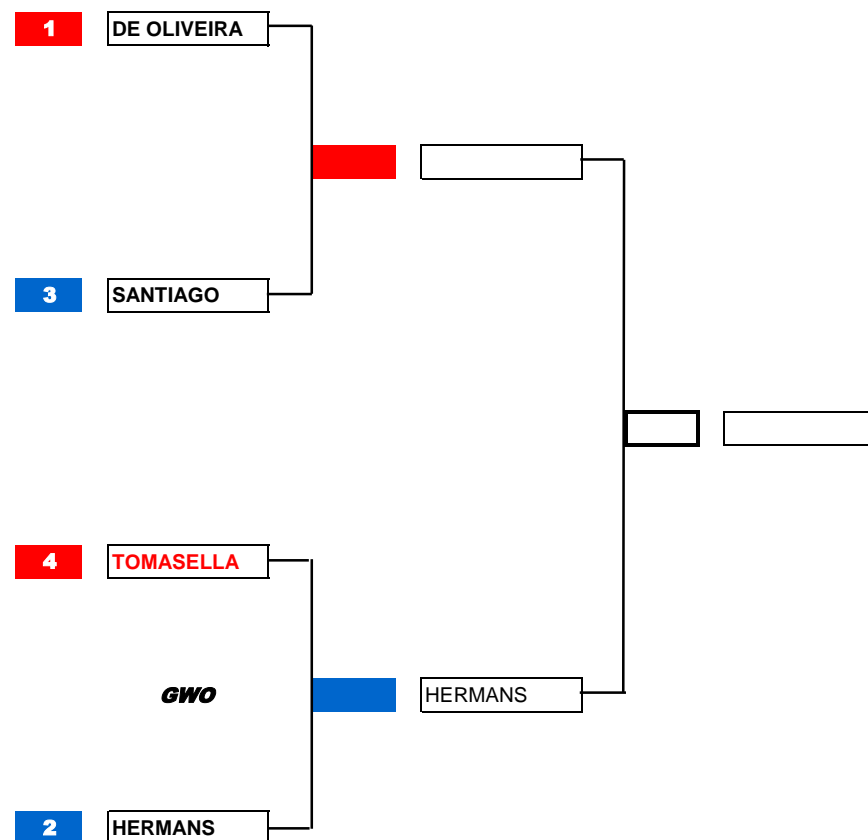 1 DE OLIVEIRA
3 SANTIAGO
4 TOMASELLA
GWO
HERMANS
2 HERMANS